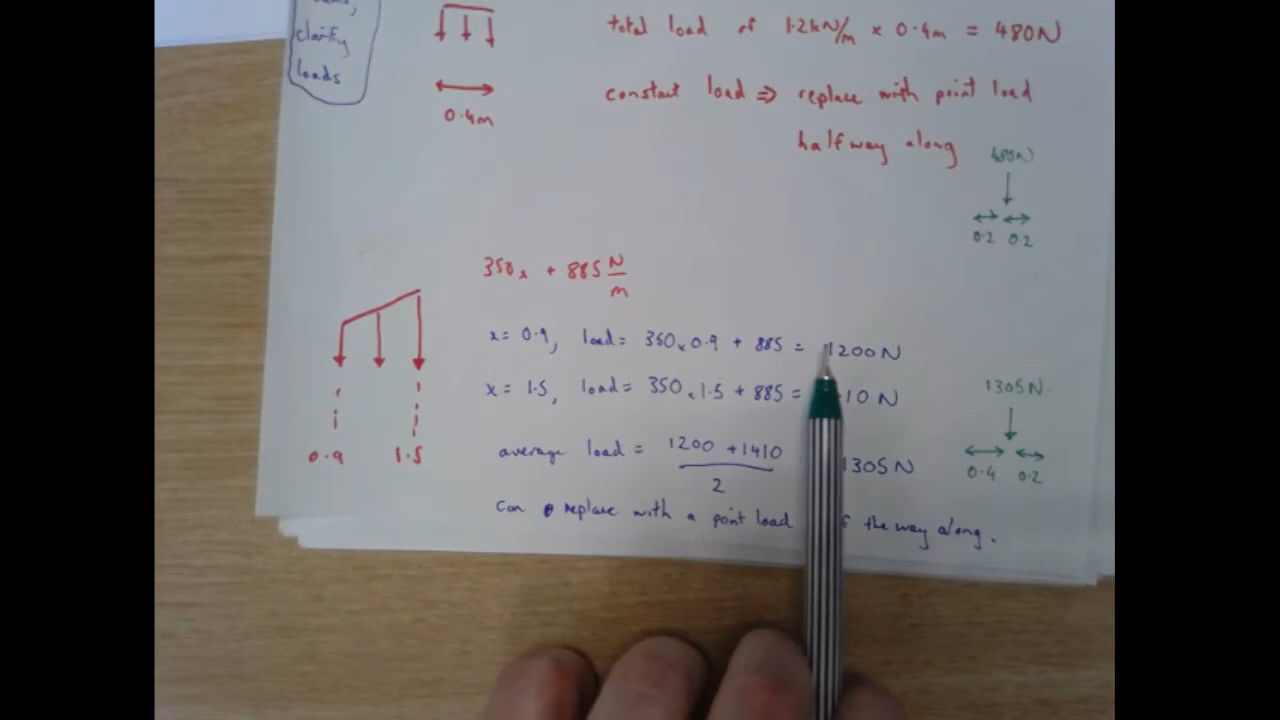 clarify
loads
total load of 1.2kN/m × 0.4m = 480N
0.4m
constant load ⇒ replace with point load
halfway along
480N
0.2 0.2
350x + 885 N/m
x = 0.9, load = 350×0.9 + 885 = 1200N
x = 1.5, load = 350×1.5 + 885 = 10 N
0.9 1.5
average load = 1200 + 1410 / 2 1305N
1305N.
0.4 0.2
can replace with a point load the way along.